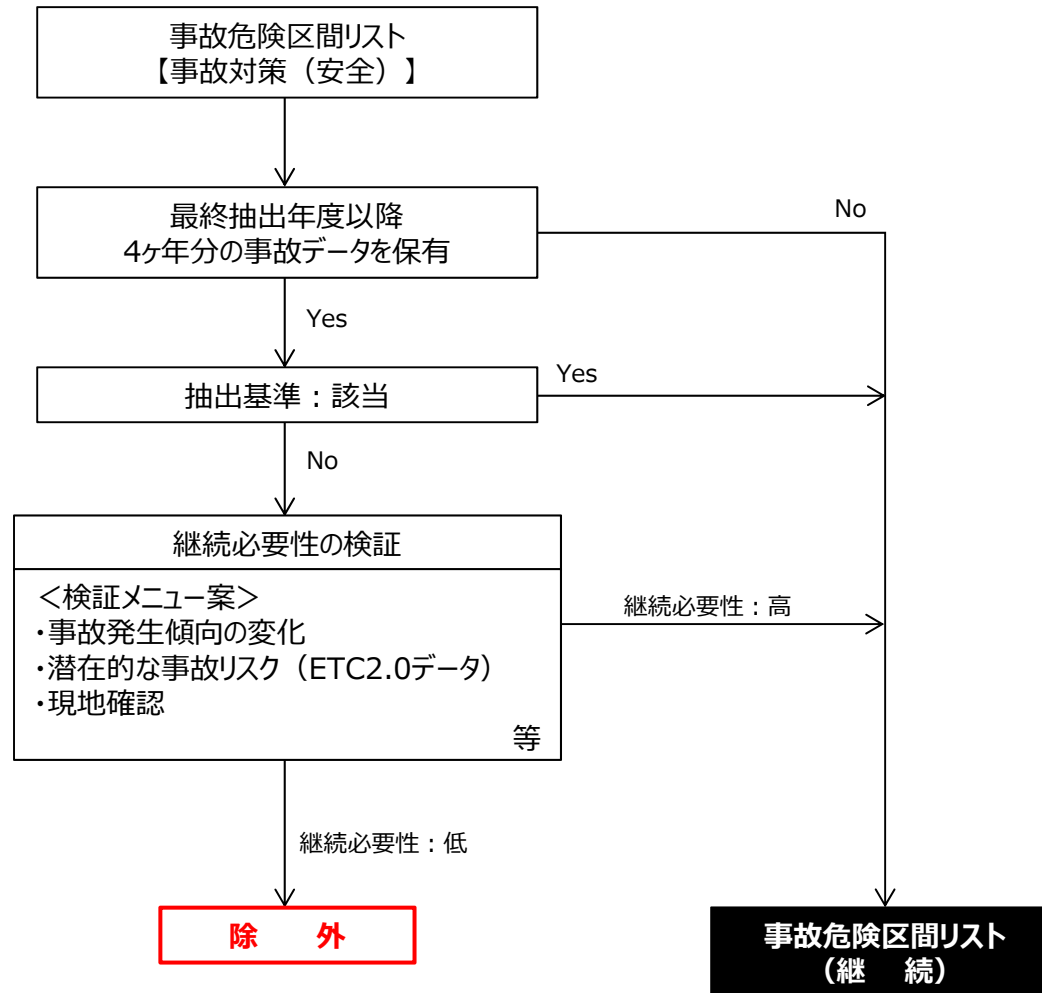 事故危険区間リスト
【事故対策（安全）】
最終抽出年度以降
4ヶ年分の事故データを保有
No
Yes
抽出基準：該当
Yes
No
継続必要性の検証
＜検証メニュー案＞
・事故発生傾向の変化
・潜在的な事故リスク（ETC2.0データ）
・現地確認
等
継続必要性：高
継続必要性：低
除　外
事故危険区間リスト
（継　続）